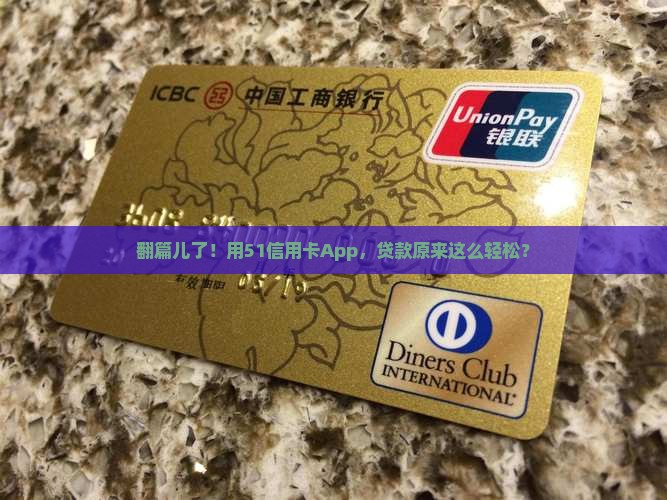 ICBC 中国工商银行
UnionPay
银联
翻篇儿了！用51信用卡App，贷款原来这么轻松？
Diners Club
INTERNATIONAL